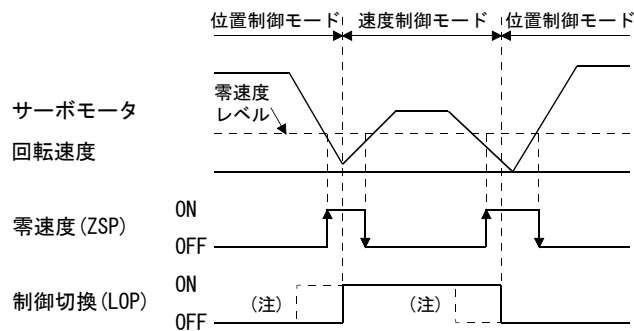 位置制御モード 速度制御モード 位置制御モード
零速度
レベル
サーボモータ
回転速度
ON
零速度(ZSP)
OFF
ON
制御切換(LOP) (注) (注)
OFF